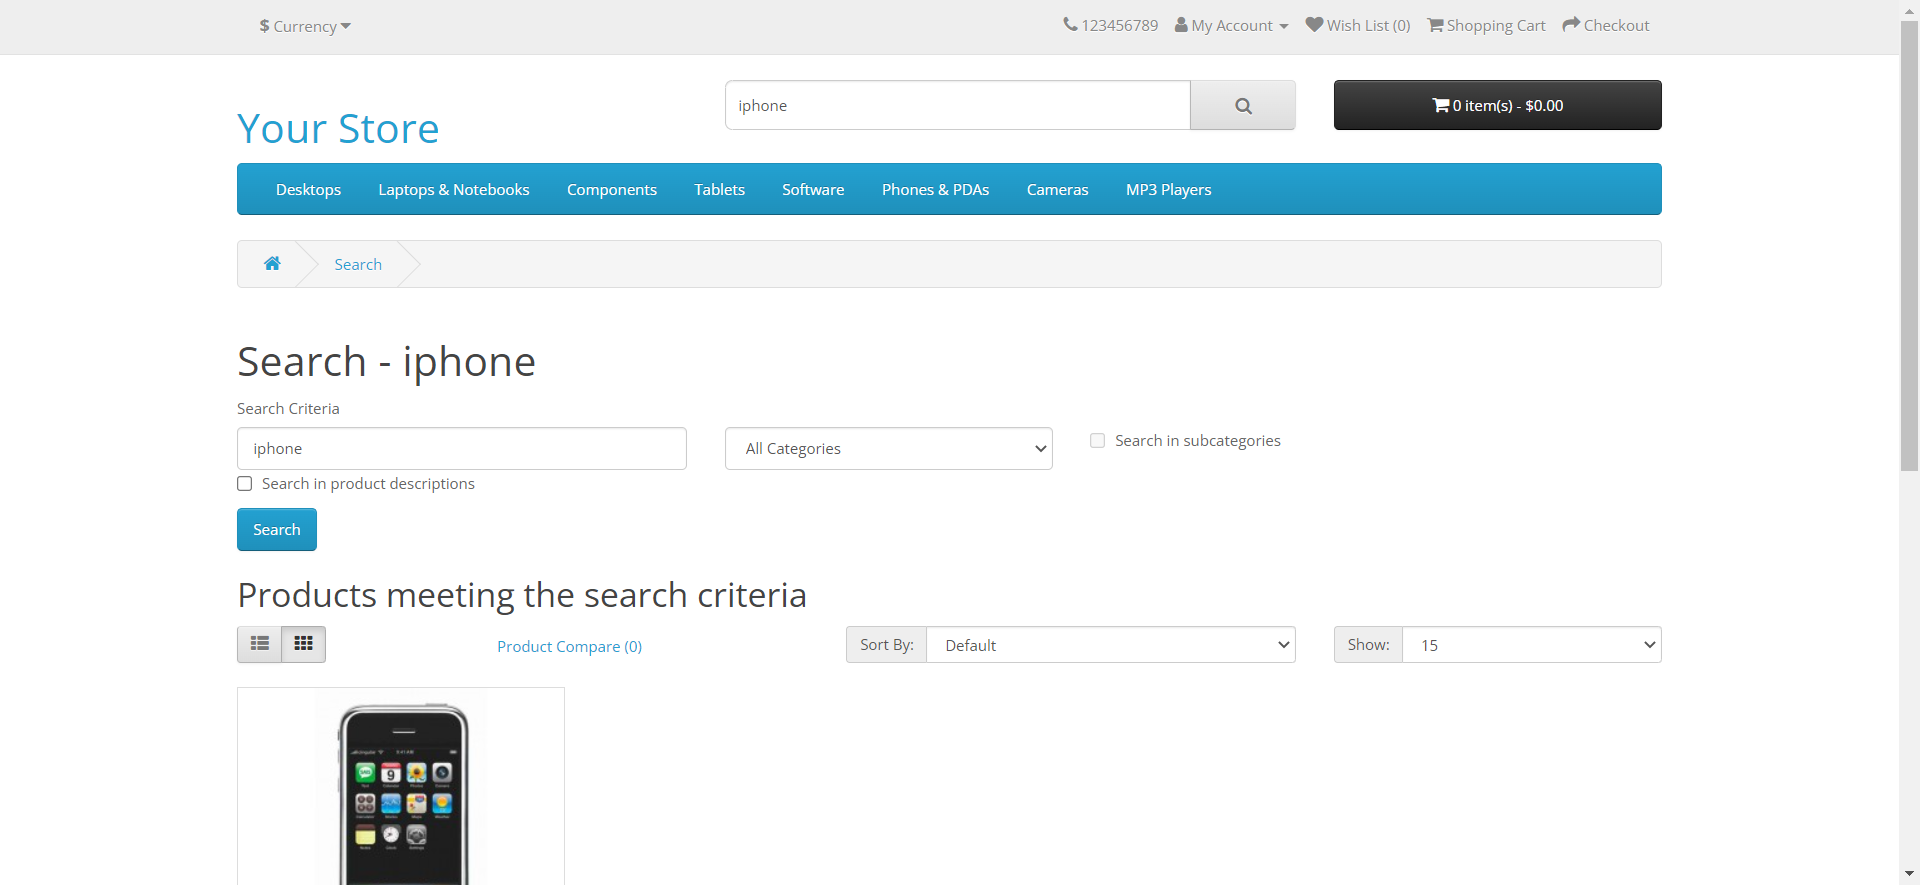 $ Currency
123456789 My Account Wish List (0) Shopping Cart Checkout
Your Store
iphone
0 item(s) - $0.00
Desktops Laptops & Notebooks Components Tablets Software Phones & PDAs Cameras MP3 Players
Search
Search - iphone
Search Criteria
iphone
All Categories
Search in subcategories
Search in product descriptions
Search
Products meeting the search criteria
Product Compare (0)
Sort By: Default
Show: 15
9